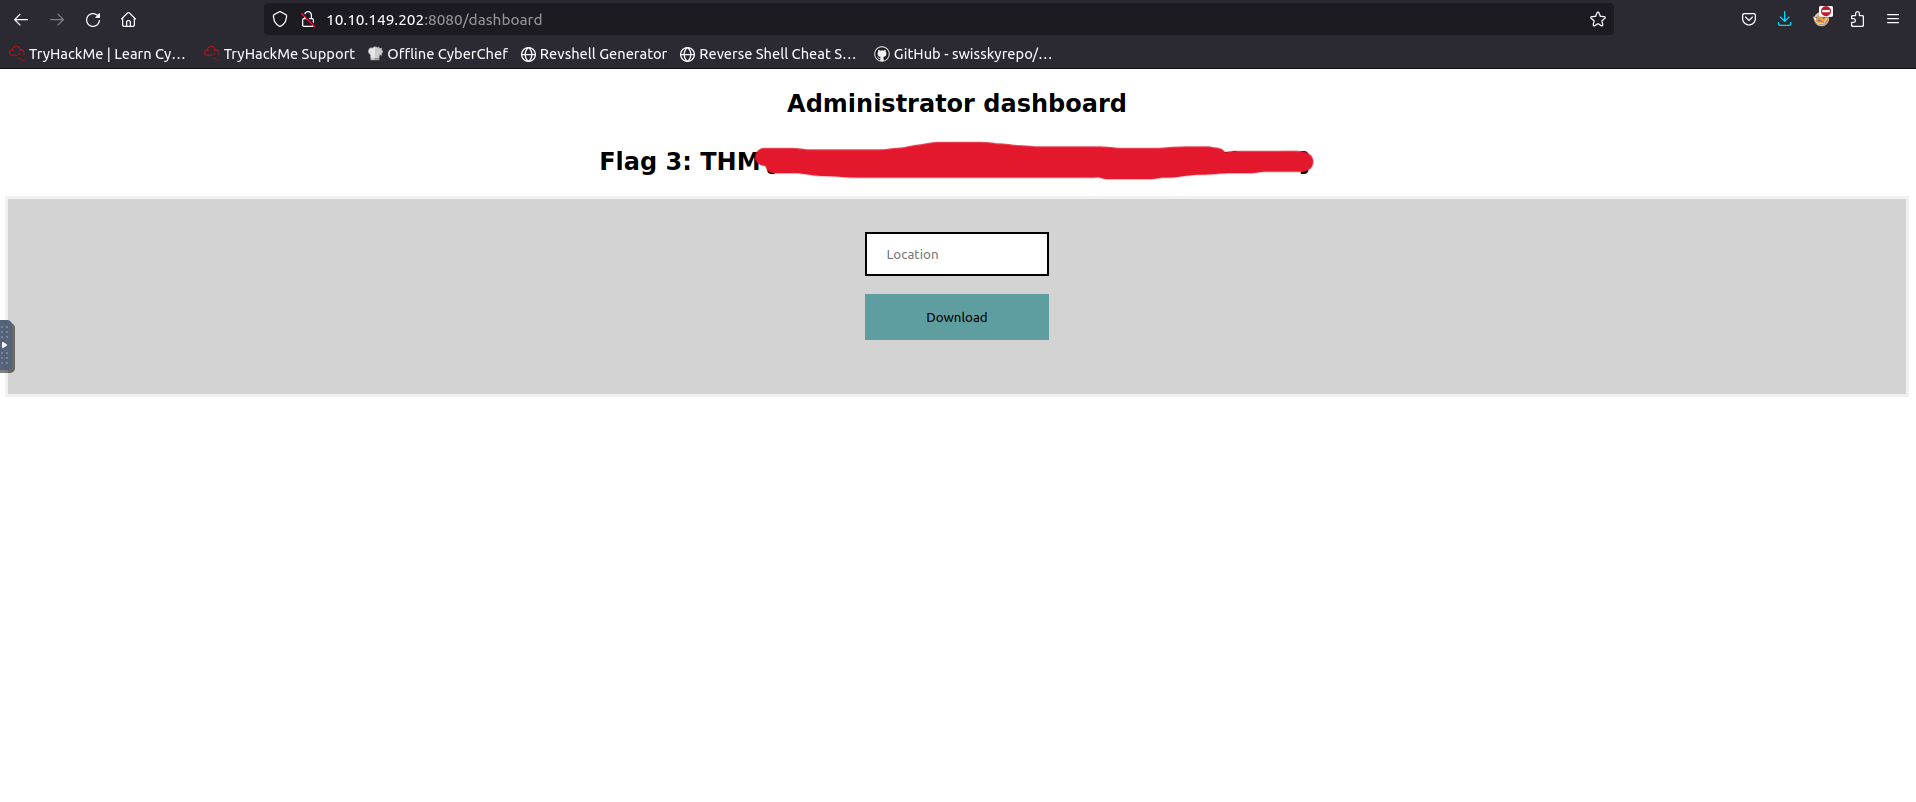 10.10.149.202:8080/dashboard
TryHackMe | Learn Cy... TryHackMe Support Offline CyberChef Revshell Generator Reverse Shell Cheat S... GitHub - swisskyrepo/...
Administrator dashboard
Flag 3: THM
Location
Download